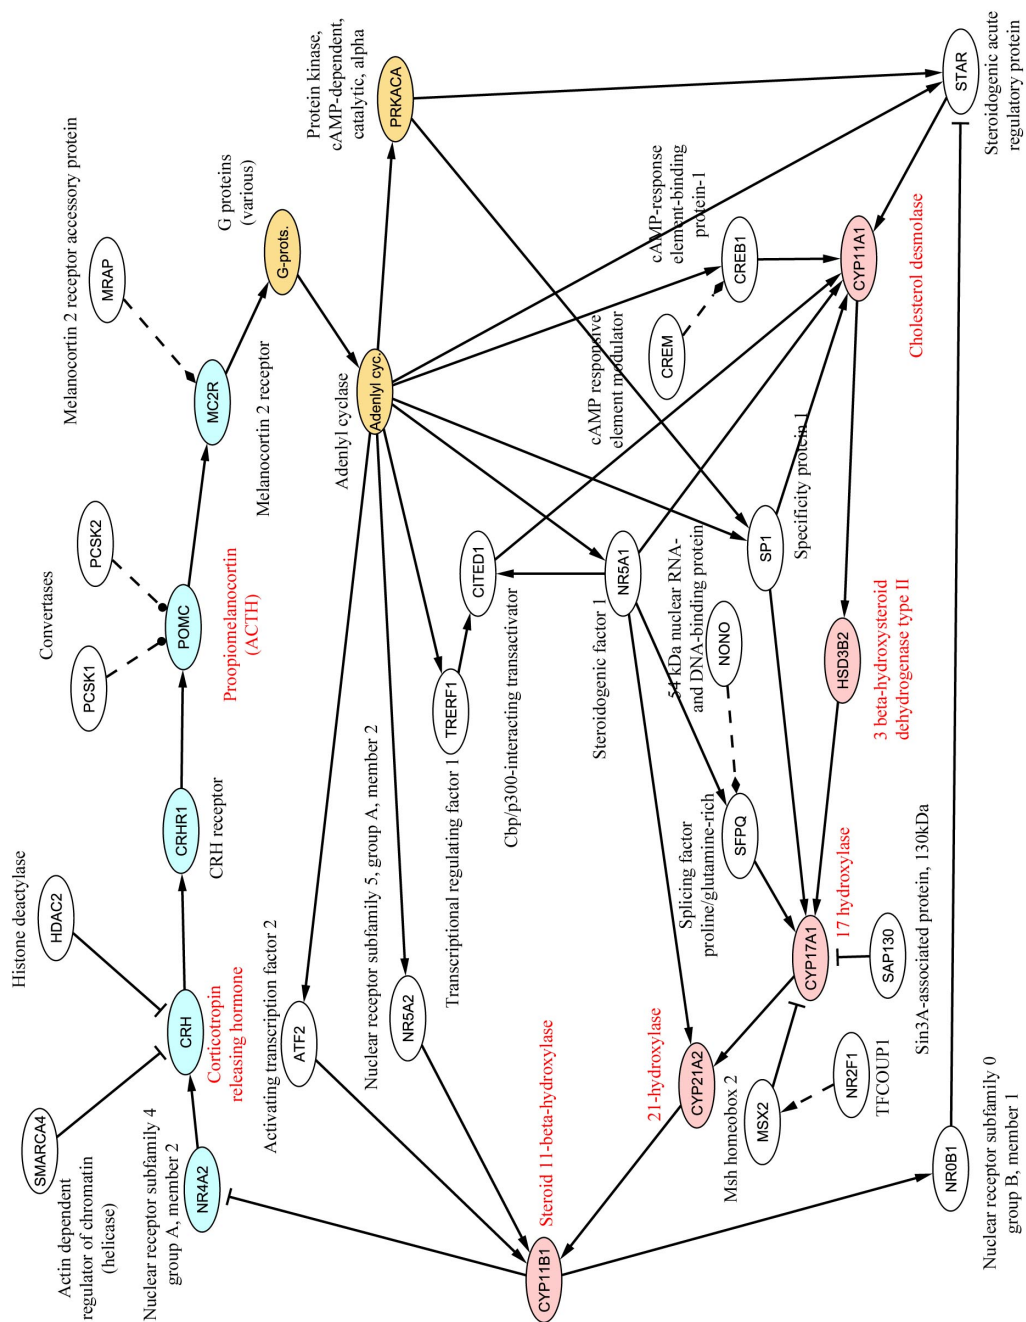 Actin dependent
regulator of chromatin
(helicase)
SMARCA4
Histone deactylase
HDAC2
Nuclear receptor subfamily 4
group A, member 2
NR4A2
CRH
Corticotropin
releasing hormone
CRHR1
CRH receptor
Convertases
PCSK1
PCSK2
POMC
Proopiomelanocortin
(ACTH)
Melanocortin 2 receptor accessory protein
MRAP
MC2R
Melanocortin 2 receptor
G proteins
(various)
G-prots.
Adenlyl cyclase
Adenlyl cyc.
Protein kinase,
cAMP-dependent,
catalytic, alpha
PRKACA
Activating transcription factor 2
ATF2
Nuclear receptor subfamily 5, group A, member 2
NR5A2
Transcriptional regulating factor 1
TRERF1
CITED1
Cbp/p300-interacting transactivator
CYP11B1
Steroid 11-beta-hydroxylase
Steroidogenic factor 1
NR5A1
cAMP responsive
element modulator
CREM
cAMP-response
element-binding
protein-1
CREB1
54 kDa nuclear RNA-
and DNA-binding protein
NONO
Splicing factor
proline/glutamine-rich
SFPQ
SP1
Specificity protein 1
21-hydroxylase
CYP21A2
Msh homeobox 2
MSX2
NR2F1
TFCOUP1
CYP17A1
17 hydroxylase
SAP130
Sin3A-associated protein, 130kDa
HSD3B2
3 beta-hydroxysteroid
dehydrogenase type II
CYP11A1
Cholesterol desmolase
NR0B1
Nuclear receptor subfamily 0
group B, member 1
STAR
Steroidogenic acute
regulatory protein